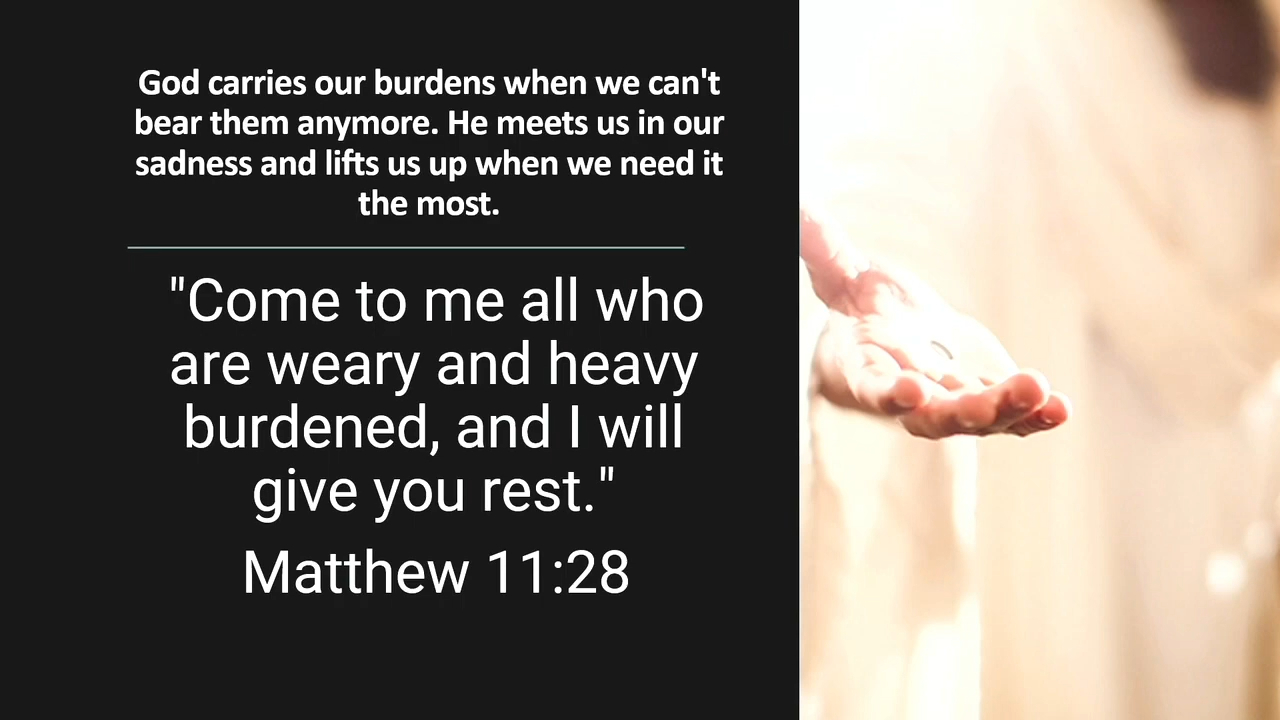 God carries our burdens when we can't
bear them anymore. He meets us in our
sadness and lifts us up when we need it
the most.
"Come to me all who
are weary and heavy
burdened, and I will
give you rest."
Matthew 11:28